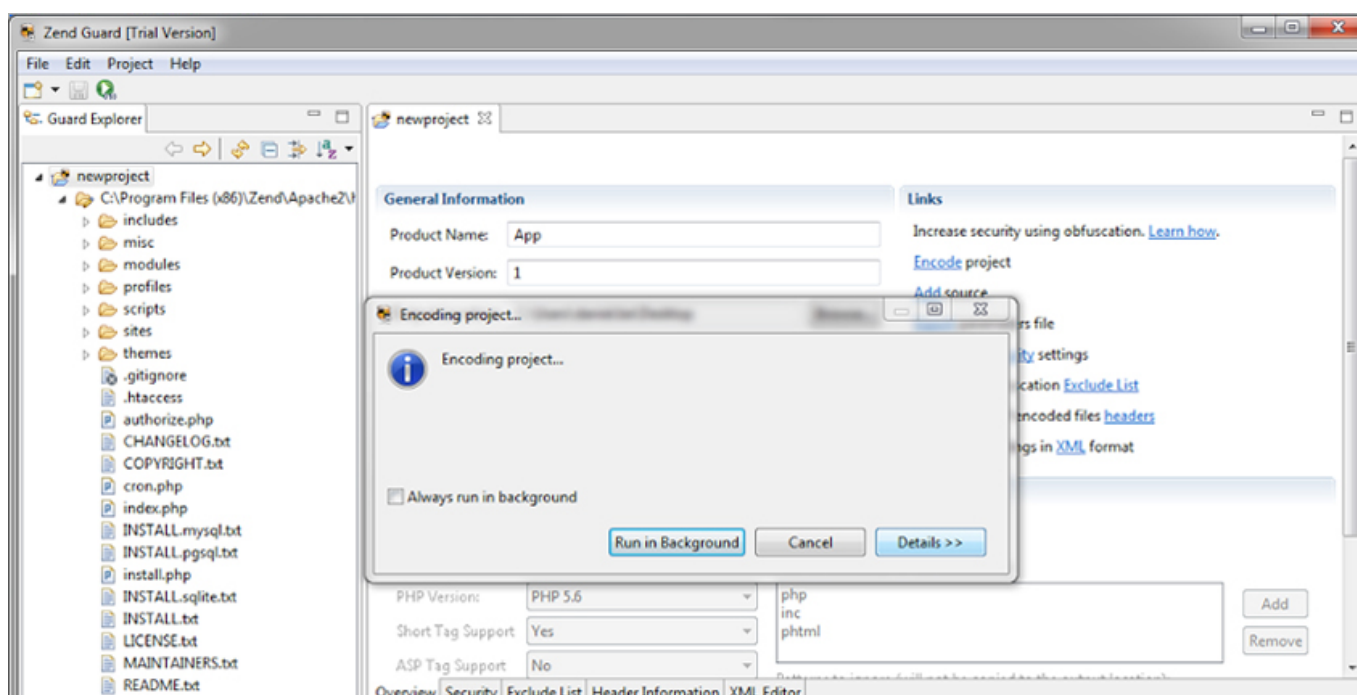 Zend Guard [Trial Version]
File Edit Project Help
Guard Explorer
newproject
newproject
C:\Program Files (x86)\Zend\Apache2\h
includes
misc
modules
profiles
scripts
sites
themes
.gitignore
.htaccess
authorize.php
CHANGELOG.txt
COPYRIGHT.txt
cron.php
index.php
INSTALL.mysql.txt
INSTALL.pgsql.txt
install.php
INSTALL.sqlite.txt
INSTALL.txt
LICENSE.txt
MAINTAINERS.txt
README.txt
General Information
Product Name: App
Product Version: 1
Links
Increase security using obfuscation. Learn how.
Encode project
Add source
rs file
ity settings
cation Exclude List
encoded files headers
ngs in XML format
Encoding project...
Encoding project...
Always run in background
Run in Background Cancel Details >>
PHP Version: PHP 5.6
Short Tag Support Yes
ASP Tag Support No
php
inc
phtml
Add
Remove
Overview Security Exclude List Header Information XML Editor